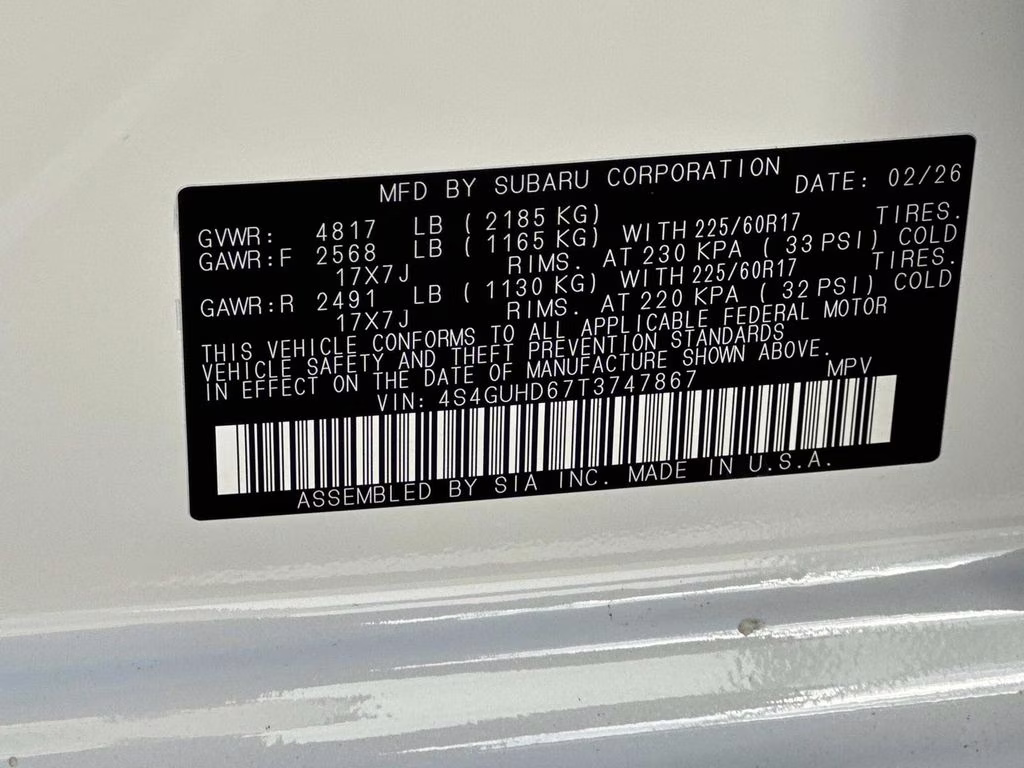 MFD BY SUBARU CORPORATION DATE: 02/26
GVWR: 4817 LB ( 2185 KG)
GAWR:F 2568 LB ( 1165 KG) WITH 225/60R17 TIRES.
17X7J RIMS. AT 230 KPA ( 33 PSI) COLD
GAWR:R 2491 LB ( 1130 KG) WITH 225/60R17 TIRES.
17X7J RIMS. AT 220 KPA ( 32 PSI) COLD
THIS VEHICLE CONFORMS TO ALL APPLICABLE FEDERAL MOTOR
VEHICLE SAFETY AND THEFT PREVENTION STANDARDS
IN EFFECT ON THE DATE OF MANUFACTURE SHOWN ABOVE.
VIN: 4S4GUHD67T3747867 MPV
ASSEMBLED BY SIA INC. MADE IN U.S.A.